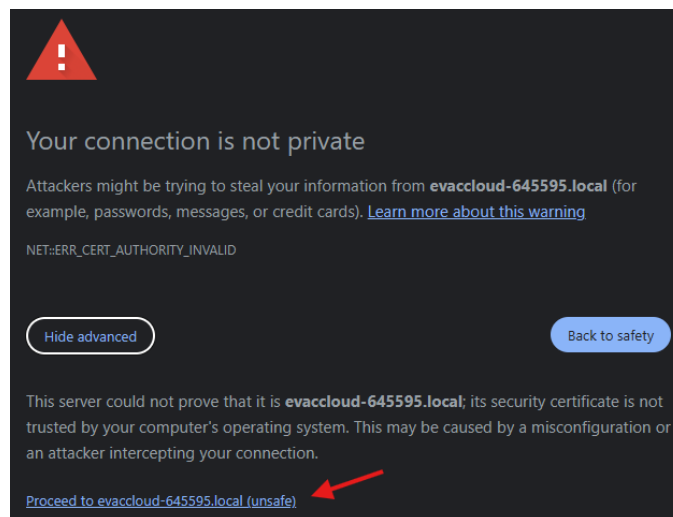 Your connection is not private
Attackers might be trying to steal your information from evaccloud-645595.local (for
example, passwords, messages, or credit cards). Learn more about this warning
NET::ERR_CERT_AUTHORITY_INVALID
Hide advanced
Back to safety
This server could not prove that it is evaccloud-645595.local; its security certificate is not
trusted by your computer's operating system. This may be caused by a misconfiguration or
an attacker intercepting your connection.
Proceed to evaccloud-645595.local (unsafe)